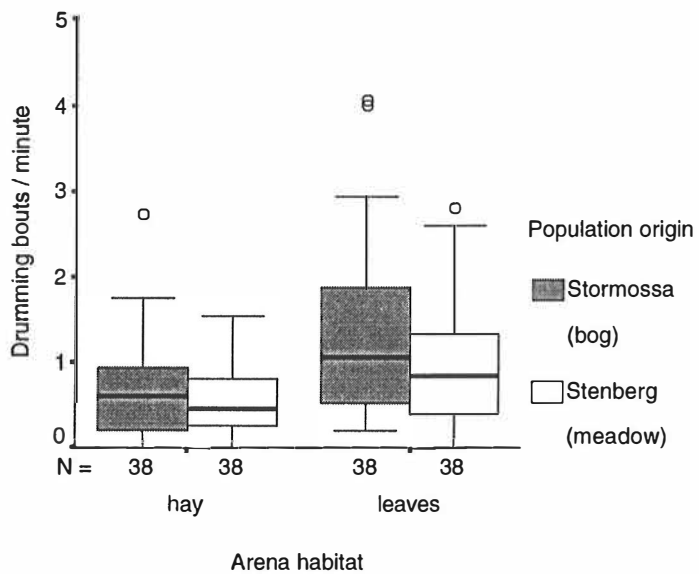 Drumming bouts / minute
5
4
3
2
1
0
N = 38 38 38 38
hay leaves
Arena habitat
Population origin
Stormossa
(bog)
Stenberg
(meadow)